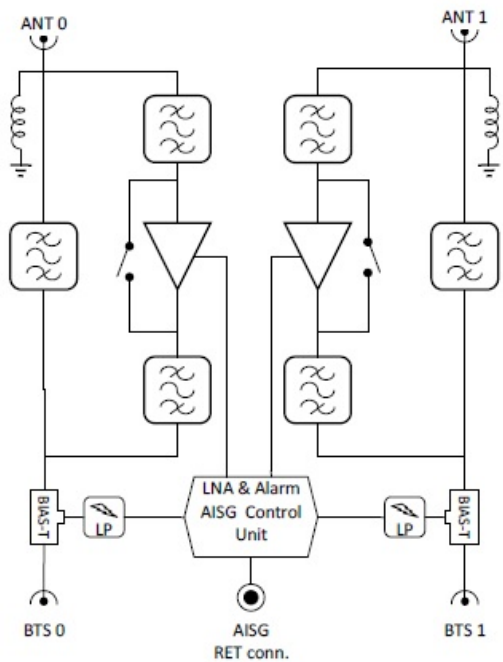 ANT 0
ANT 1
LNA & Alarm
AISG Control
Unit
BIAS-T
LP
LP
BIAS-T
BTS 0
AISG
RET conn.
BTS 1